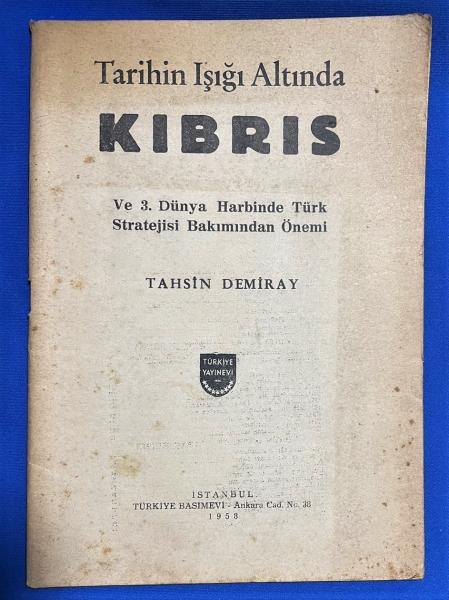 Tarihin Işığı Altında
KIBRIS
Ve 3. Dünya Harbinde Türk
Stratejisi Bakımından Önemi
TAHSİN DEMİRAY
TÜRKİYE
YAYINEVİ
İSTANBUL
TÜRKİYE BASIMEVİ - Ankara Cad. No. 38
1958